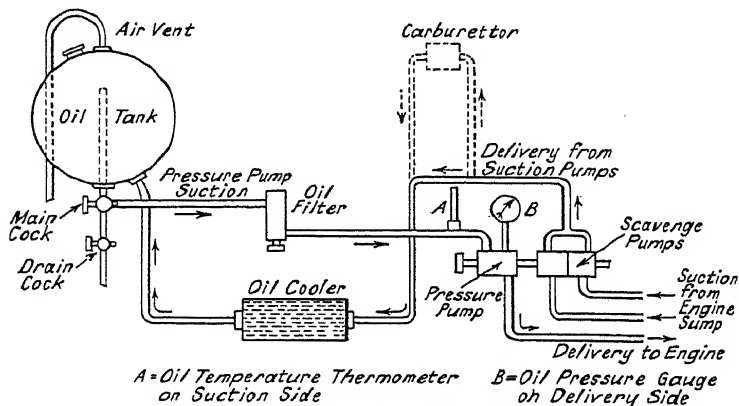 Air Vent
Carburettor
Oil Tank
Delivery from
Suction Pumps
Pressure Pump
Suction
Oil
Filter
A
B
Main
Cock
Scavenge
Pumps
Drain
Cock
Oil Cooler
Pressure
Pump
Suction
from
Engine
Sump
Delivery to Engine
A=Oil Temperature Thermometer
on Suction Side
B=Oil Pressure Gauge
on Delivery Side